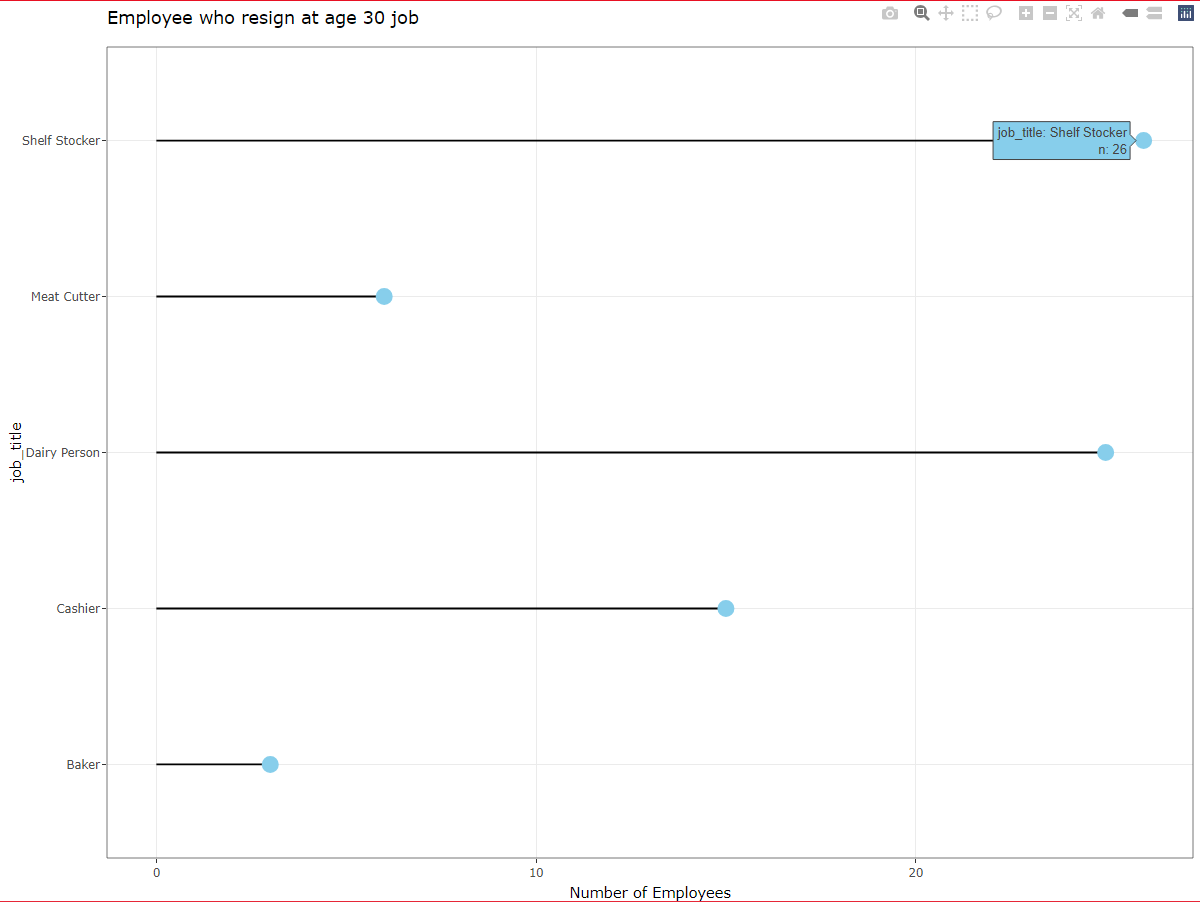 Employee who resign at age 30 job
Shelf Stocker
job_title: Shelf Stocker
n: 26
Meat Cutter
job_title
Dairy Person
Cashier
Baker
0
10
20
Number of Employees